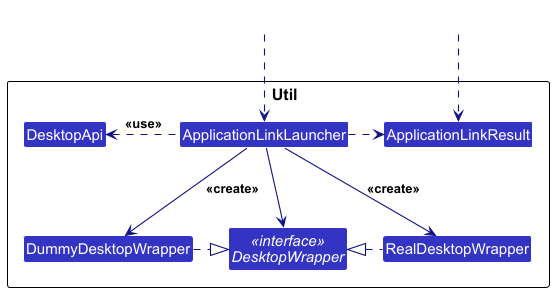 Util
«use»
DesktopApi
ApplicationLinkLauncher
ApplicationLinkResult
«create»
«create»
DummyDesktopWrapper
«interface»
DesktopWrapper
RealDesktopWrapper